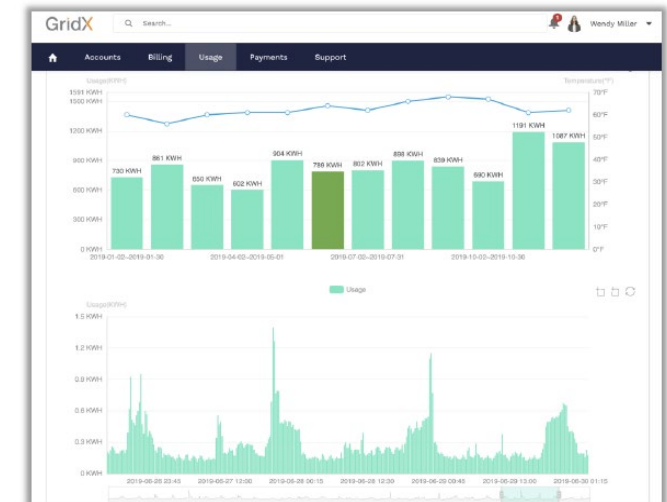 GridX
Search...
Wendy Miller
Accounts Billing Usage Payments Support
Usage(KWH) Temperature(°F)
1591 KWH
1500 KWH
1200 KWH
900 KWH
600 KWH
300 KWH
0 KWH
70°F
60°F
50°F
40°F
30°F
20°F
10°F
0°F
730 KWH 861 KWH 650 KWH 602 KWH 904 KWH 798 KWH 802 KWH 898 KWH 839 KWH 690 KWH 1191 KWH 1087 KWH
2019-01-02~2019-01-30 2019-04-02~2019-05-01 2019-07-03~2019-07-31 2019-10-02~2019-10-30
Usage
Usage(KWH)
1.5 KWH
1.2 KWH
0.9 KWH
0.6 KWH
0.3 KWH
0 KWH
2019-06-26 23:45 2019-06-27 12:00 2019-06-28 00:15 2019-06-28 12:30 2019-06-29 00:45 2019-06-29 13:00 2019-06-30 01:15